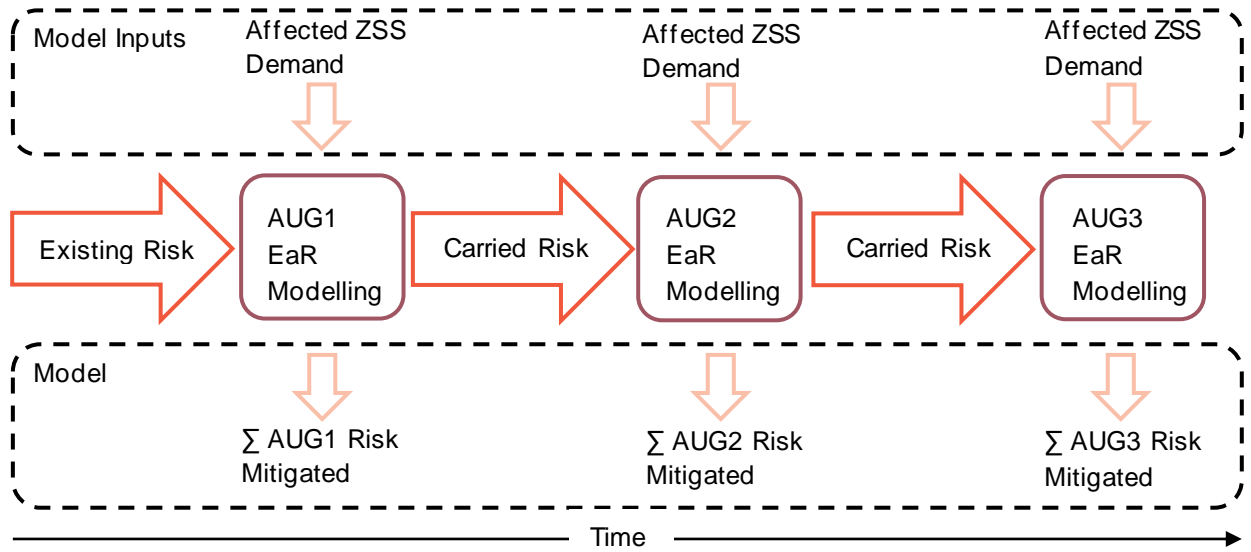 Model Inputs
Affected ZSS
Demand
Affected ZSS
Demand
Affected ZSS
Demand
Existing Risk
AUG1
EaR
Modelling
Carried Risk
AUG2
EaR
Modelling
Carried Risk
AUG3
EaR
Modelling
Model
∑ AUG1 Risk
Mitigated
∑ AUG2 Risk
Mitigated
∑ AUG3 Risk
Mitigated
Time